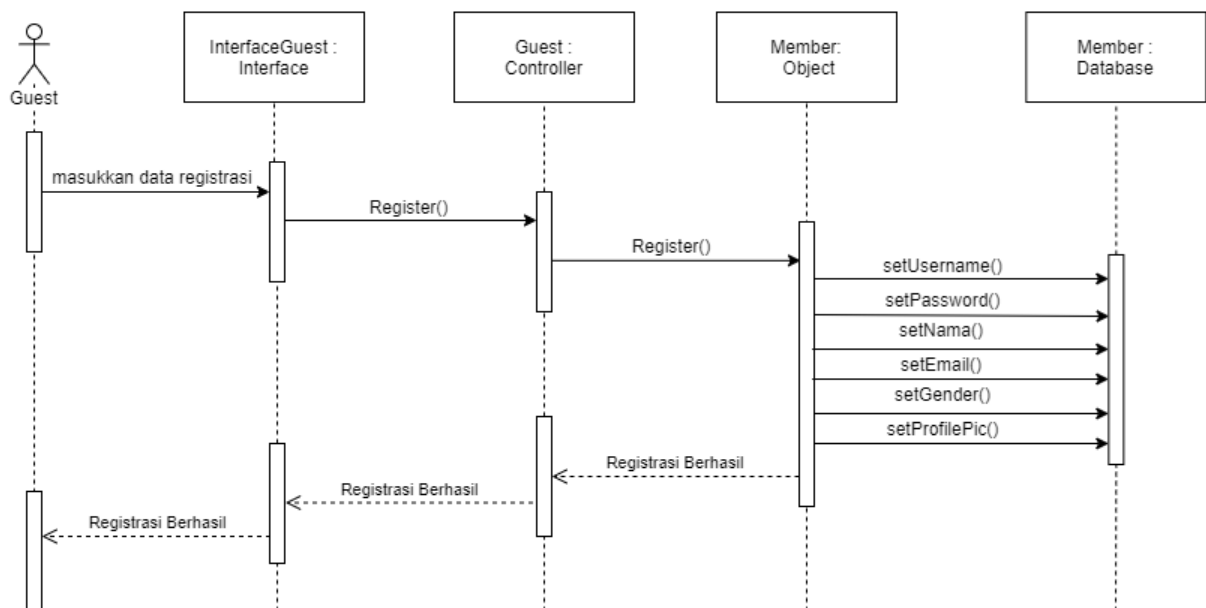 Guest
InterfaceGuest :
Interface
Guest :
Controller
Member:
Object
Member :
Database
masukkan data registrasi
Register()
Register()
setUsername()
setPassword()
setNama()
setEmail()
setGender()
setProfilePic()
Registrasi Berhasil
Registrasi Berhasil
Registrasi Berhasil